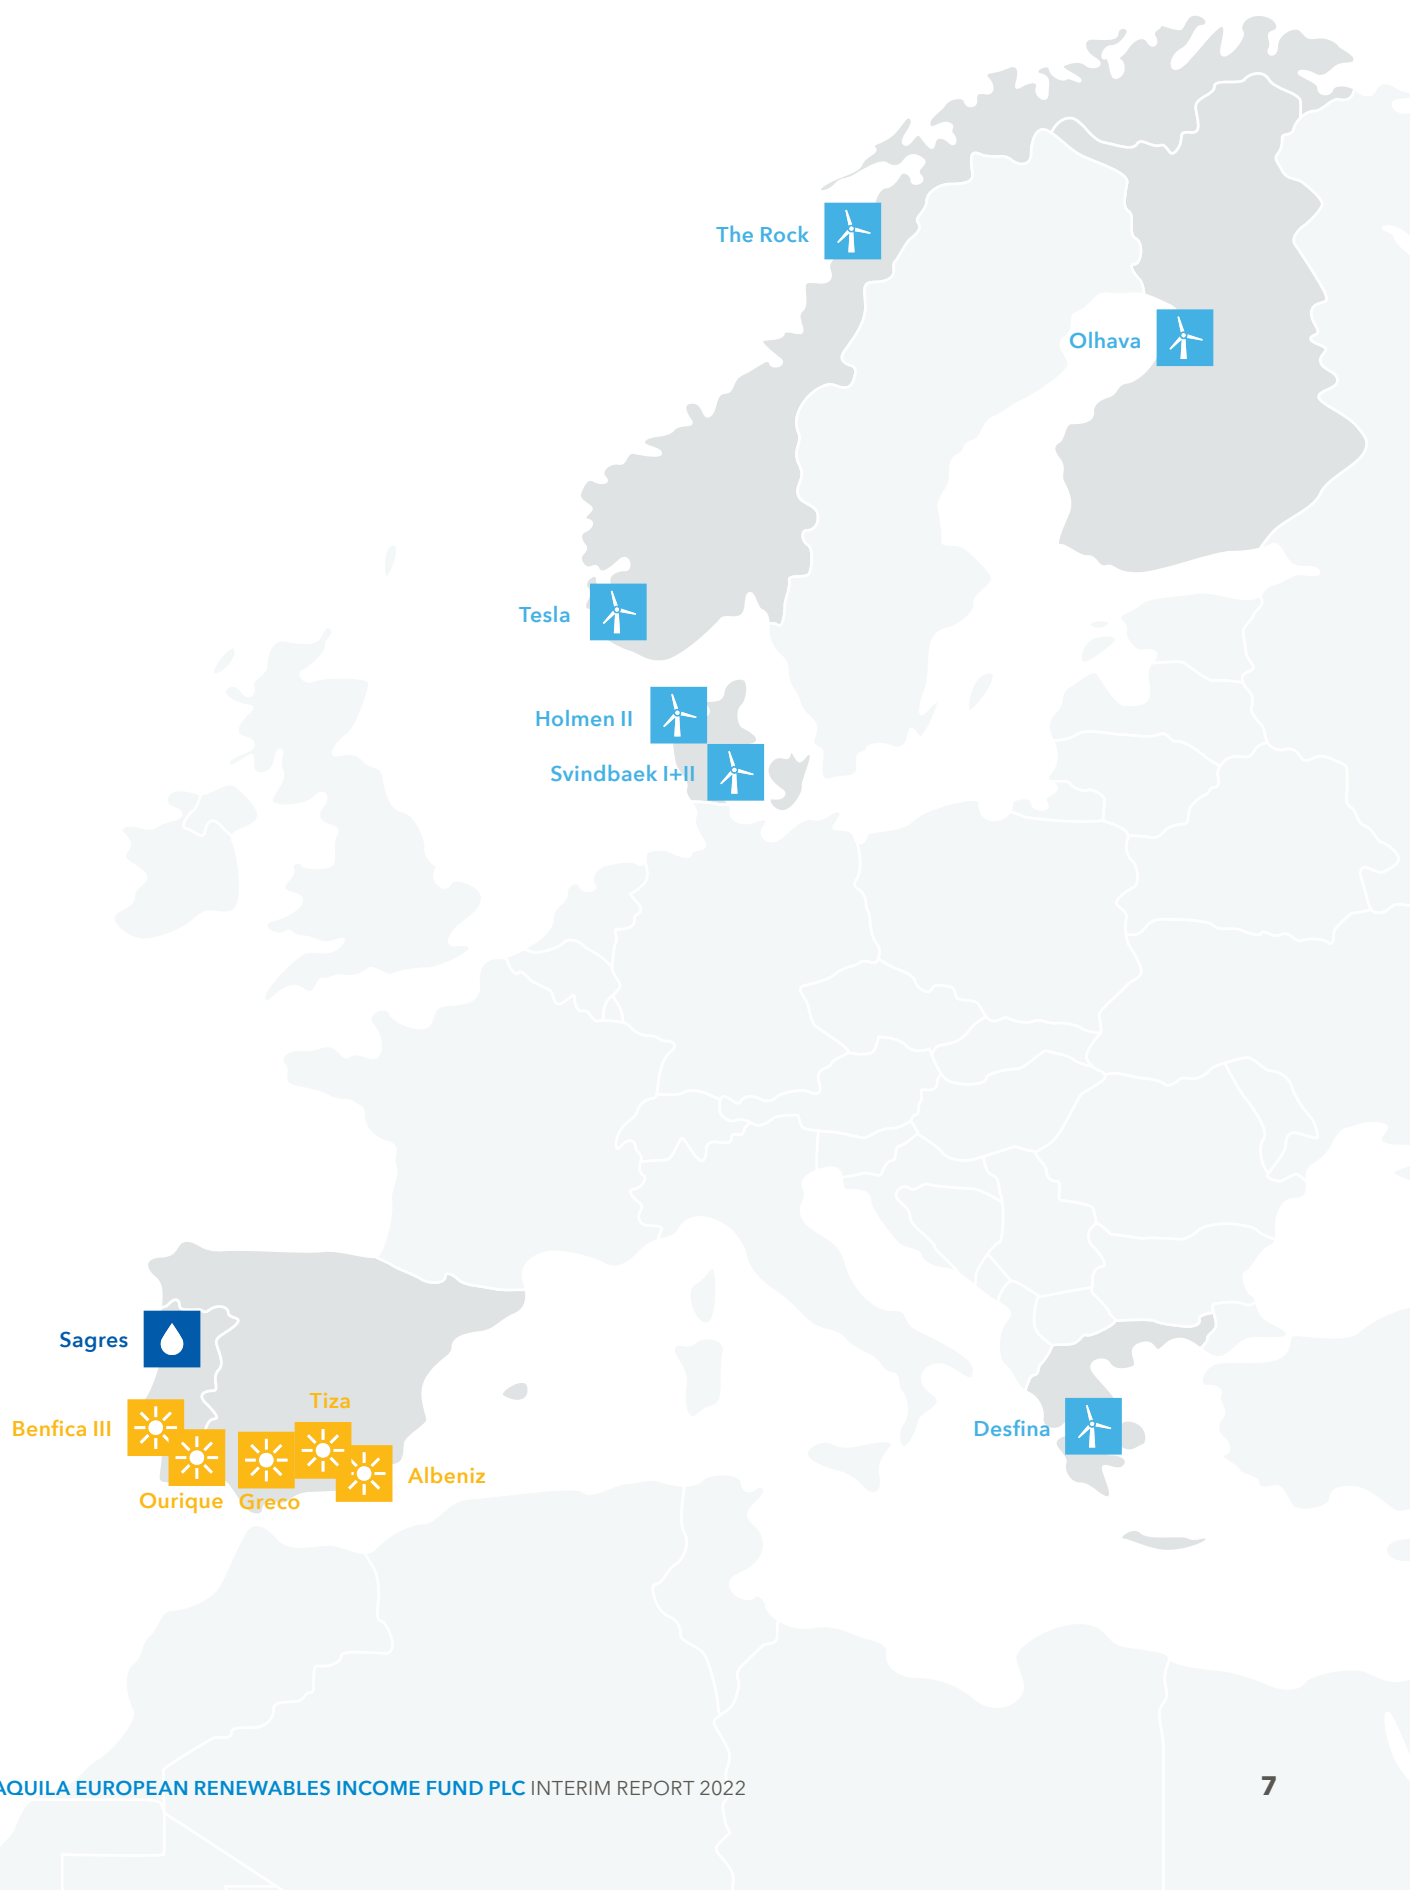 The Rock
Olhava
Tesla
Holmen II
Svindbaek I+II
Sagres
Tiza
Benfica III
Desfina
Albeniz
Ourique
Greco
AQUILA EUROPEAN RENEWABLES INCOME FUND PLC INTERIM REPORT 2022
7